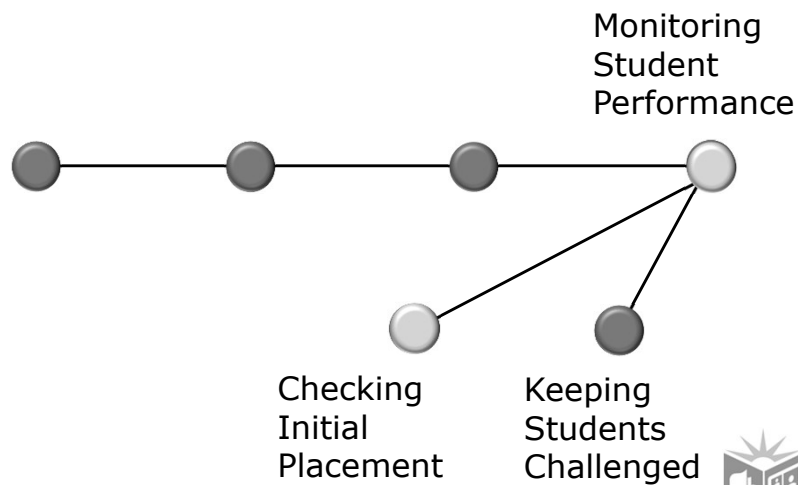 Monitoring
Student
Performance
Checking
Initial
Placement
Keeping
Students
Challenged